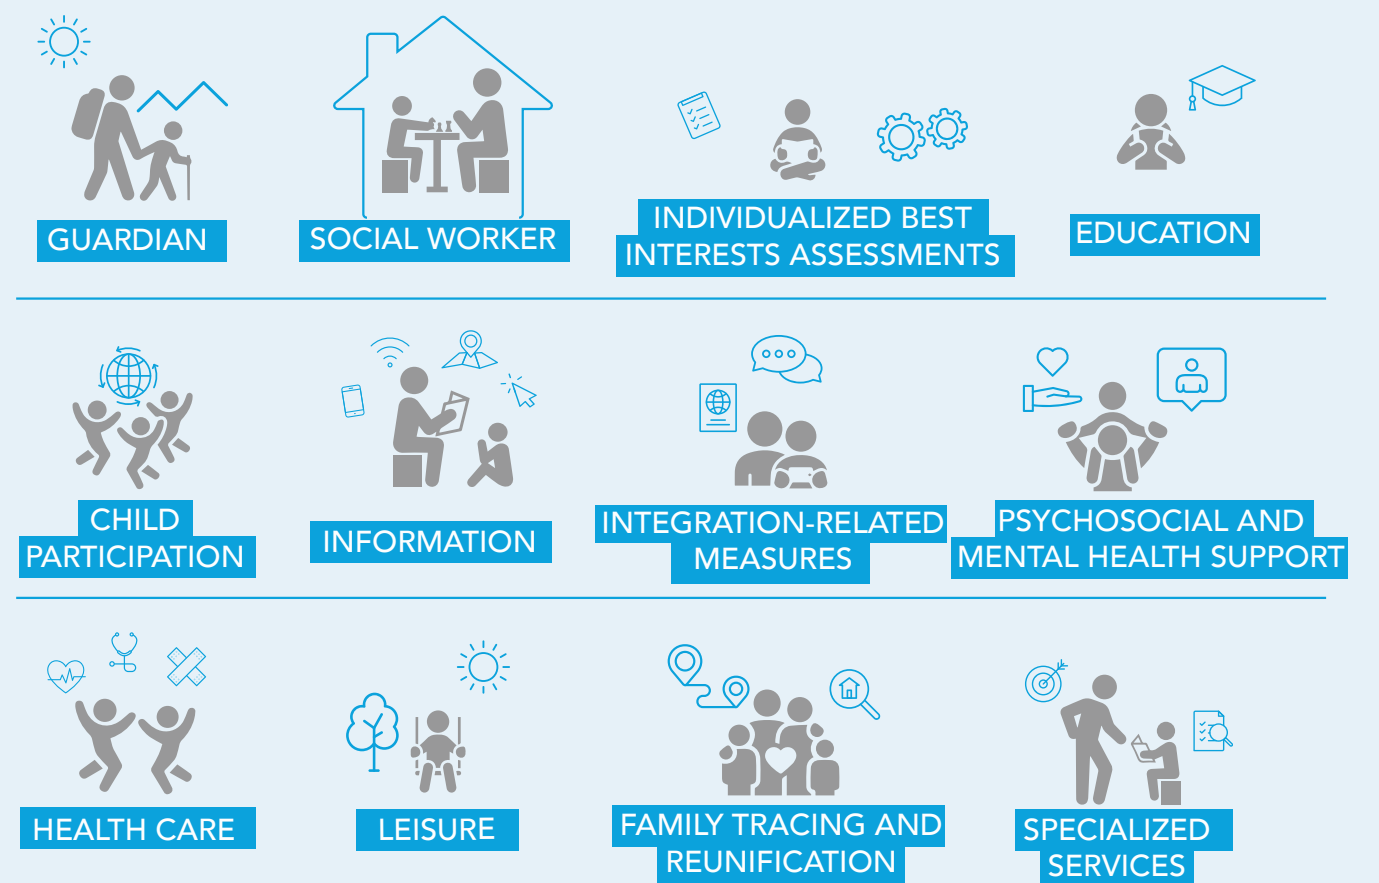 GUARDIAN
SOCIAL WORKER
INDIVIDUALIZED BEST
INTERESTS ASSESSMENTS
EDUCATION
CHILD
PARTICIPATION
INFORMATION
INTEGRATION-RELATED
MEASURES
PSYCHOSOCIAL AND
MENTAL HEALTH SUPPORT
HEALTH CARE
LEISURE
FAMILY TRACING AND
REUNIFICATION
SPECIALIZED
SERVICES